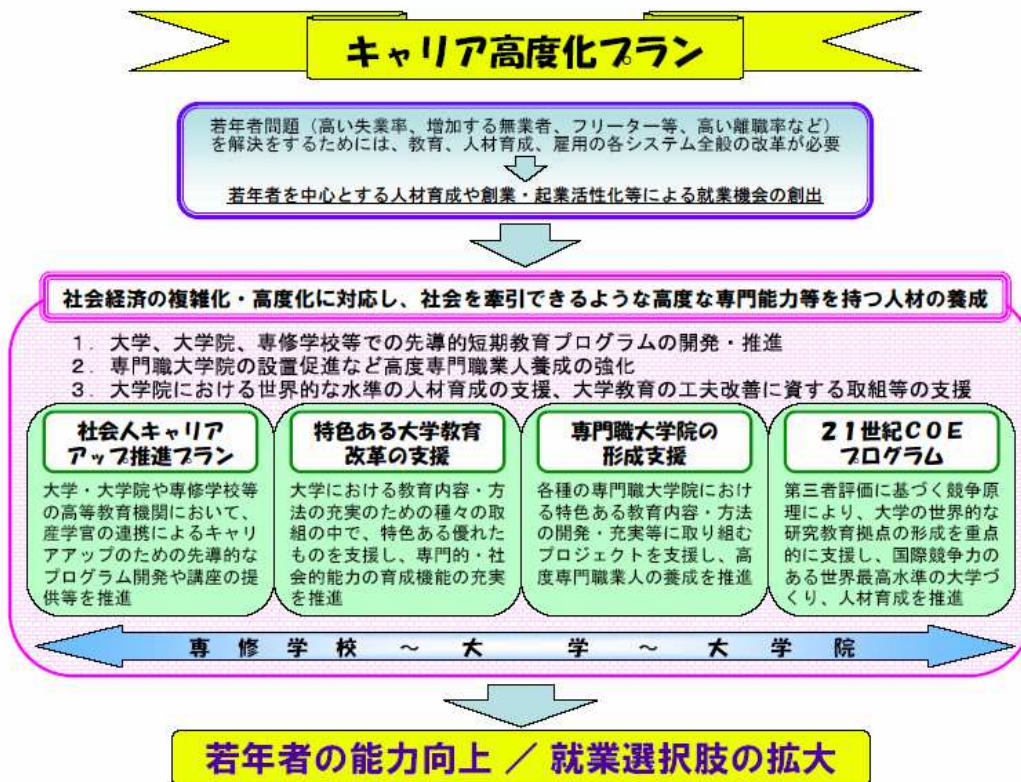 キャリア高度化プラン
若年者問題（高い失業率、増加する無業者、フリーター等、高い離職率など）
を解決をするためには、教育、人材育成、雇用の各システム全般の改革が必要
若年者を中心とする人材育成や創業・起業活性化等による就業機会の創出
社会経済の複雑化・高度化に対応し、社会を牽引できるような高度な専門能力等を持つ人材の養成
１．大学、大学院、専修学校等での先導的短期教育プログラムの開発・推進
２．専門職大学院の設置促進など高度専門職業人養成の強化
３．大学院における世界的な水準の人材育成の支援、大学教育の工夫改善に資する取組等の支援
社会人キャリア
アップ推進プラン
大学・大学院や専修学校等
の高等教育機関において、
産学官の連携によるキャリ
アアップのための先導的な
プログラム開発や講座の提
供等を推進
特色ある大学教育
改革の支援
大学における教育内容・方
法の充実のための種々の取
組の中で、特色ある優れた
ものを支援し、専門的・社
会的能力の育成機能の充実
を推進
専門職大学院の
形成支援
各種の専門職大学院におけ
る特色ある教育内容・方法
の開発・充実等に取り組む
プロジェクトを支援し、高
度専門職業人の養成を推進
２１世紀ＣＯＥ
プログラム
第三者評価に基づく競争原
理により、大学の世界的な
研究教育拠点の形成を重点
的に支援し、国際競争力の
ある世界最高水準の大学づ
くり、人材育成を推進
専修学校～大学～大学院
若年者の能力向上／就業選択肢の拡大